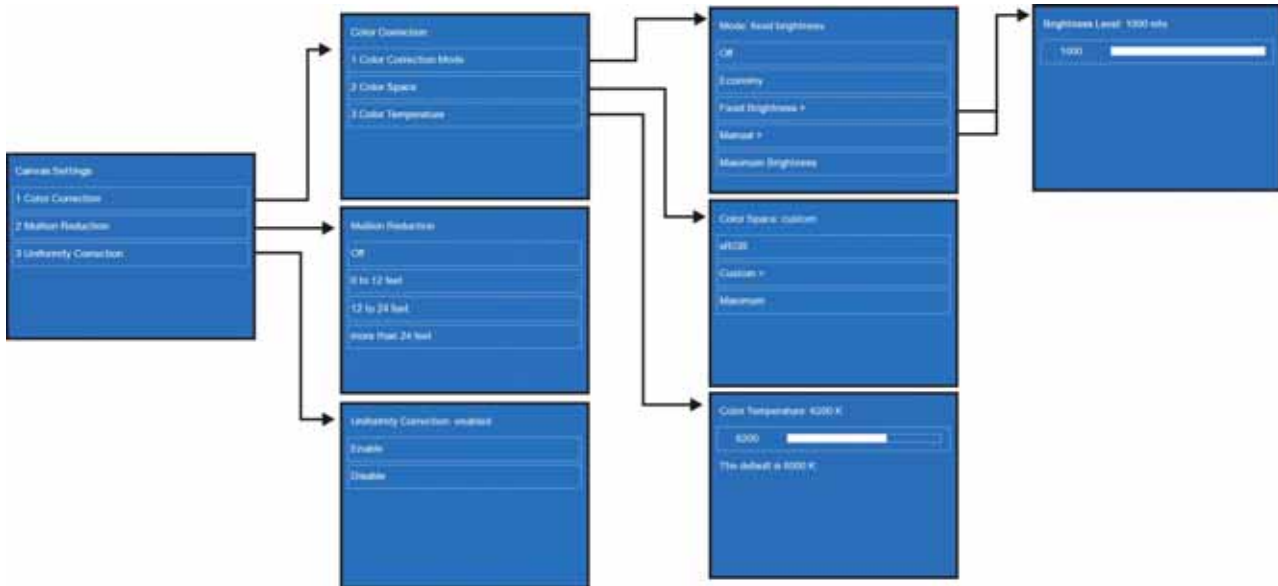 Canvas Settings
1 Color Correction
2 Mullion Reduction
3 Uniformity Correction
Color Correction
1 Color Correction Mode
2 Color Space
3 Color Temperature
Mullion Reduction
Off
0 to 12 feet
12 to 24 feet
more than 24 feet
Uniformity Correction: enabled
Enable
Disable
Mode: fixed brightness
Off
Economy
Fixed Brightness >
Manual >
Maximum Brightness
Color Space: custom
sRGB
Custom >
Maximum
Color Temperature: 6200 K
6200
The default is 6000 K.
Brightness Level: 1000 nits
1000